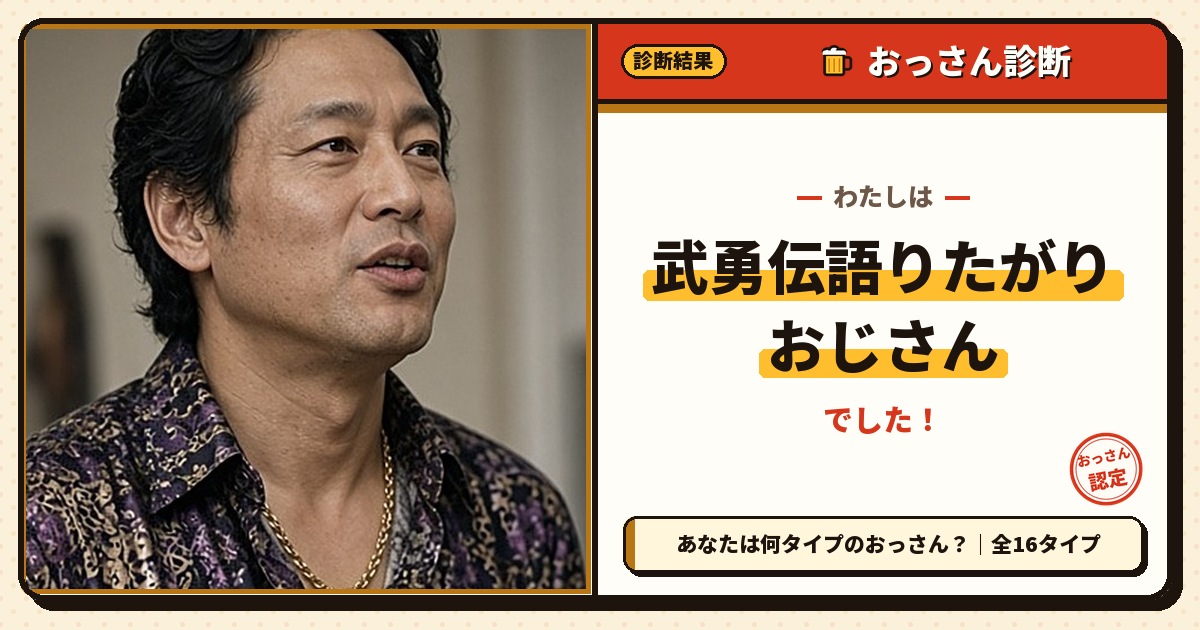 診断結果
おっさん診断
わたしは
武勇伝語りたがり
おじさん
でした！
おっさん
認定
あなたは何タイプのおっさん？｜全16タイプ